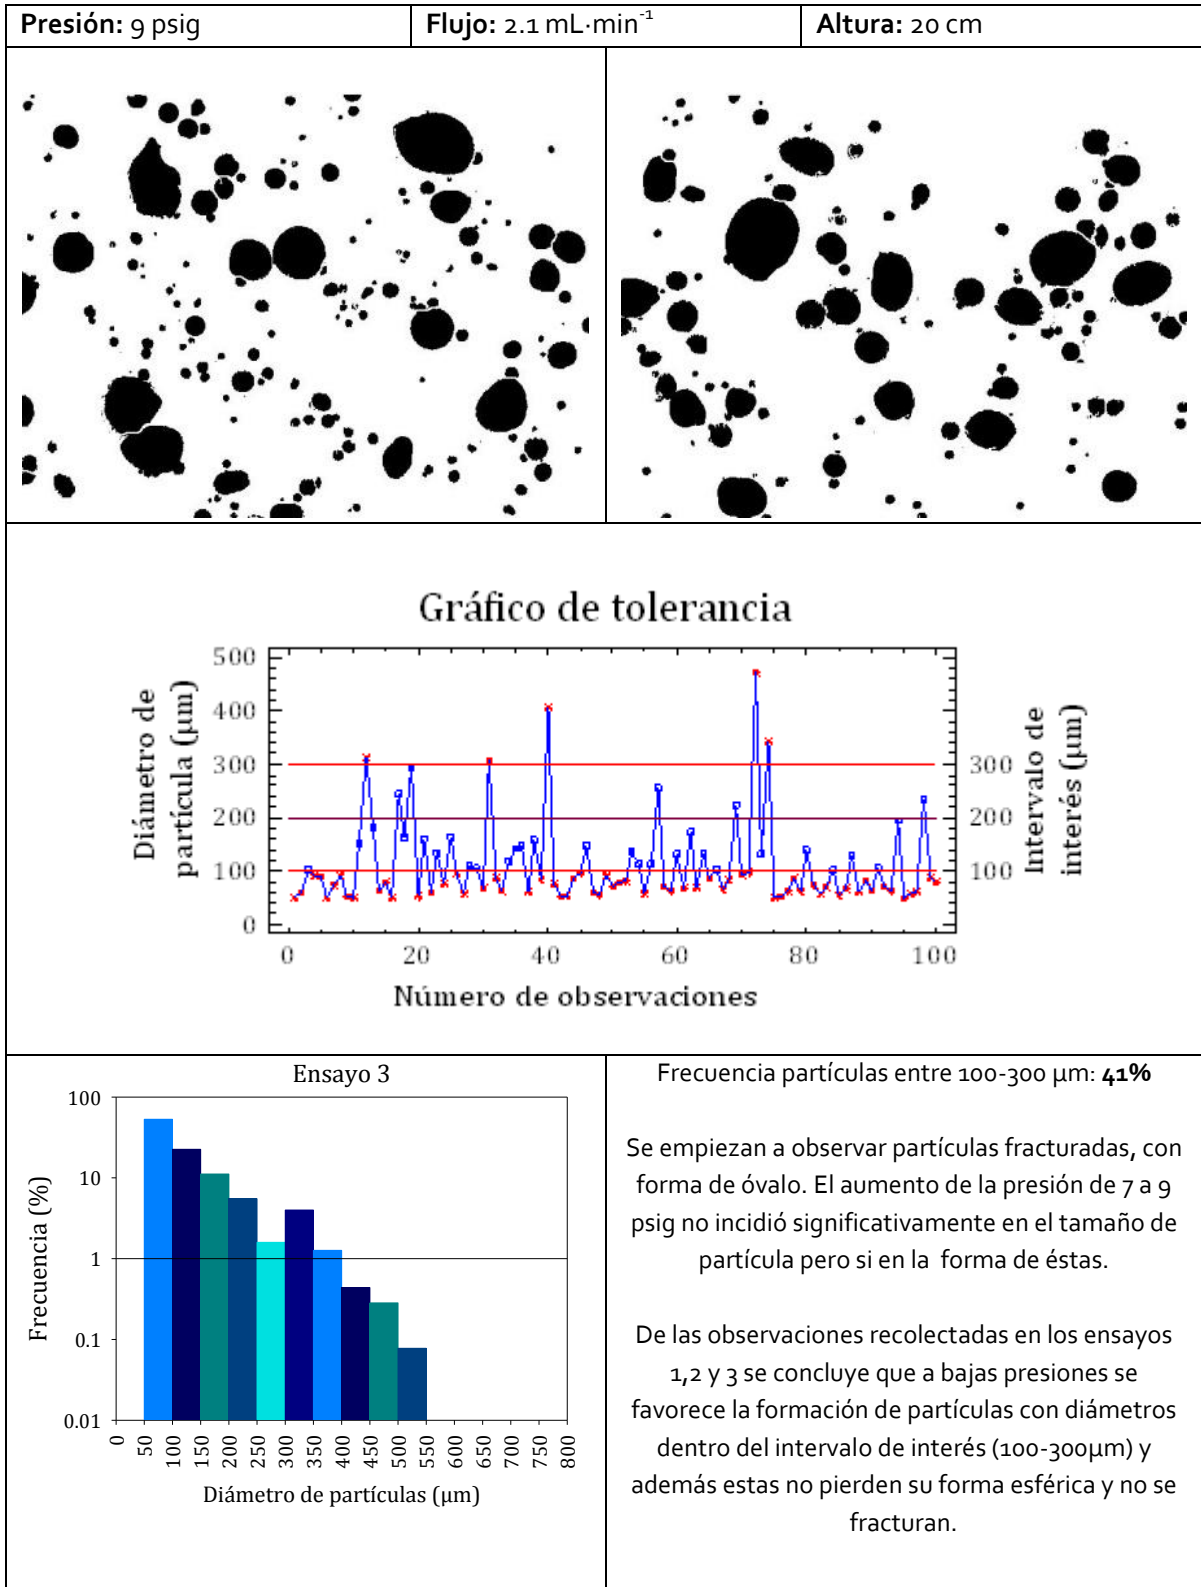 Presión: 9 psig
Flujo: 2.1 mL·min⁻¹
Altura: 20 cm
Gráfico de tolerancia
Diámetro de
partícula (µm)
500
400
300
200
100
0
0 20 40 60 80 100
Número de observaciones
300
200
100
Intervalo de
interés (µm)
Ensayo 3
Frecuencia (%)
100
10
1
0.1
0.01
0 50 100 150 200 250 300 350 400 450 500 550 600 650 700 750 800
Diámetro de partículas (µm)
Frecuencia partículas entre 100-300 µm: 41%
Se empiezan a observar partículas fracturadas, con
forma de óvalo. El aumento de la presión de 7 a 9
psig no incidió significativamente en el tamaño de
partícula pero si en la forma de éstas.
De las observaciones recolectadas en los ensayos
1,2 y 3 se concluye que a bajas presiones se
favorece la formación de partículas con diámetros
dentro del intervalo de interés (100-300µm) y
además estas no pierden su forma esférica y no se
fracturan.